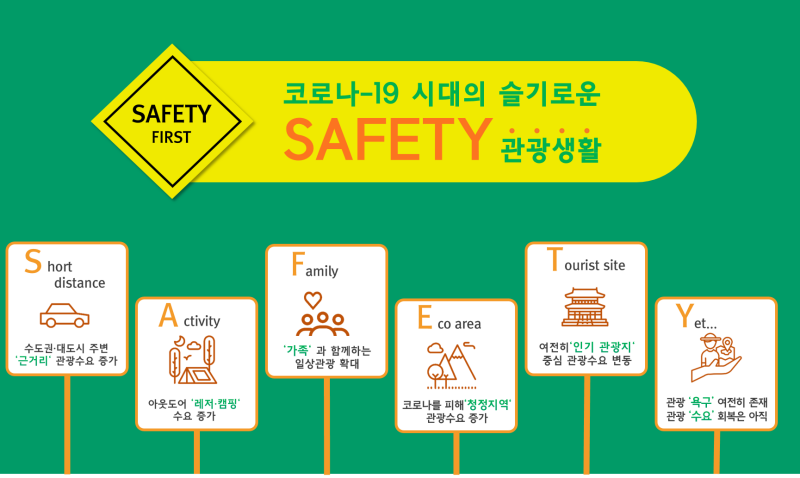 SAFETY
FIRST
코로나-19 시대의 슬기로운
SAFETY 관광생활
Short
distance
수도권·대도시 주변
'근거리' 관광수요 증가
Activity
아웃도어 '레저·캠핑'
수요 증가
Family
'가족' 과 함께하는
일상관광 확대
Eco area
코로나를 피해 '청정지역'
관광수요 증가
Tourist site
여전히 '인기 관광지'
중심 관광수요 변동
Yet...
관광 '욕구' 여전히 존재
관광 '수요' 회복은 아직